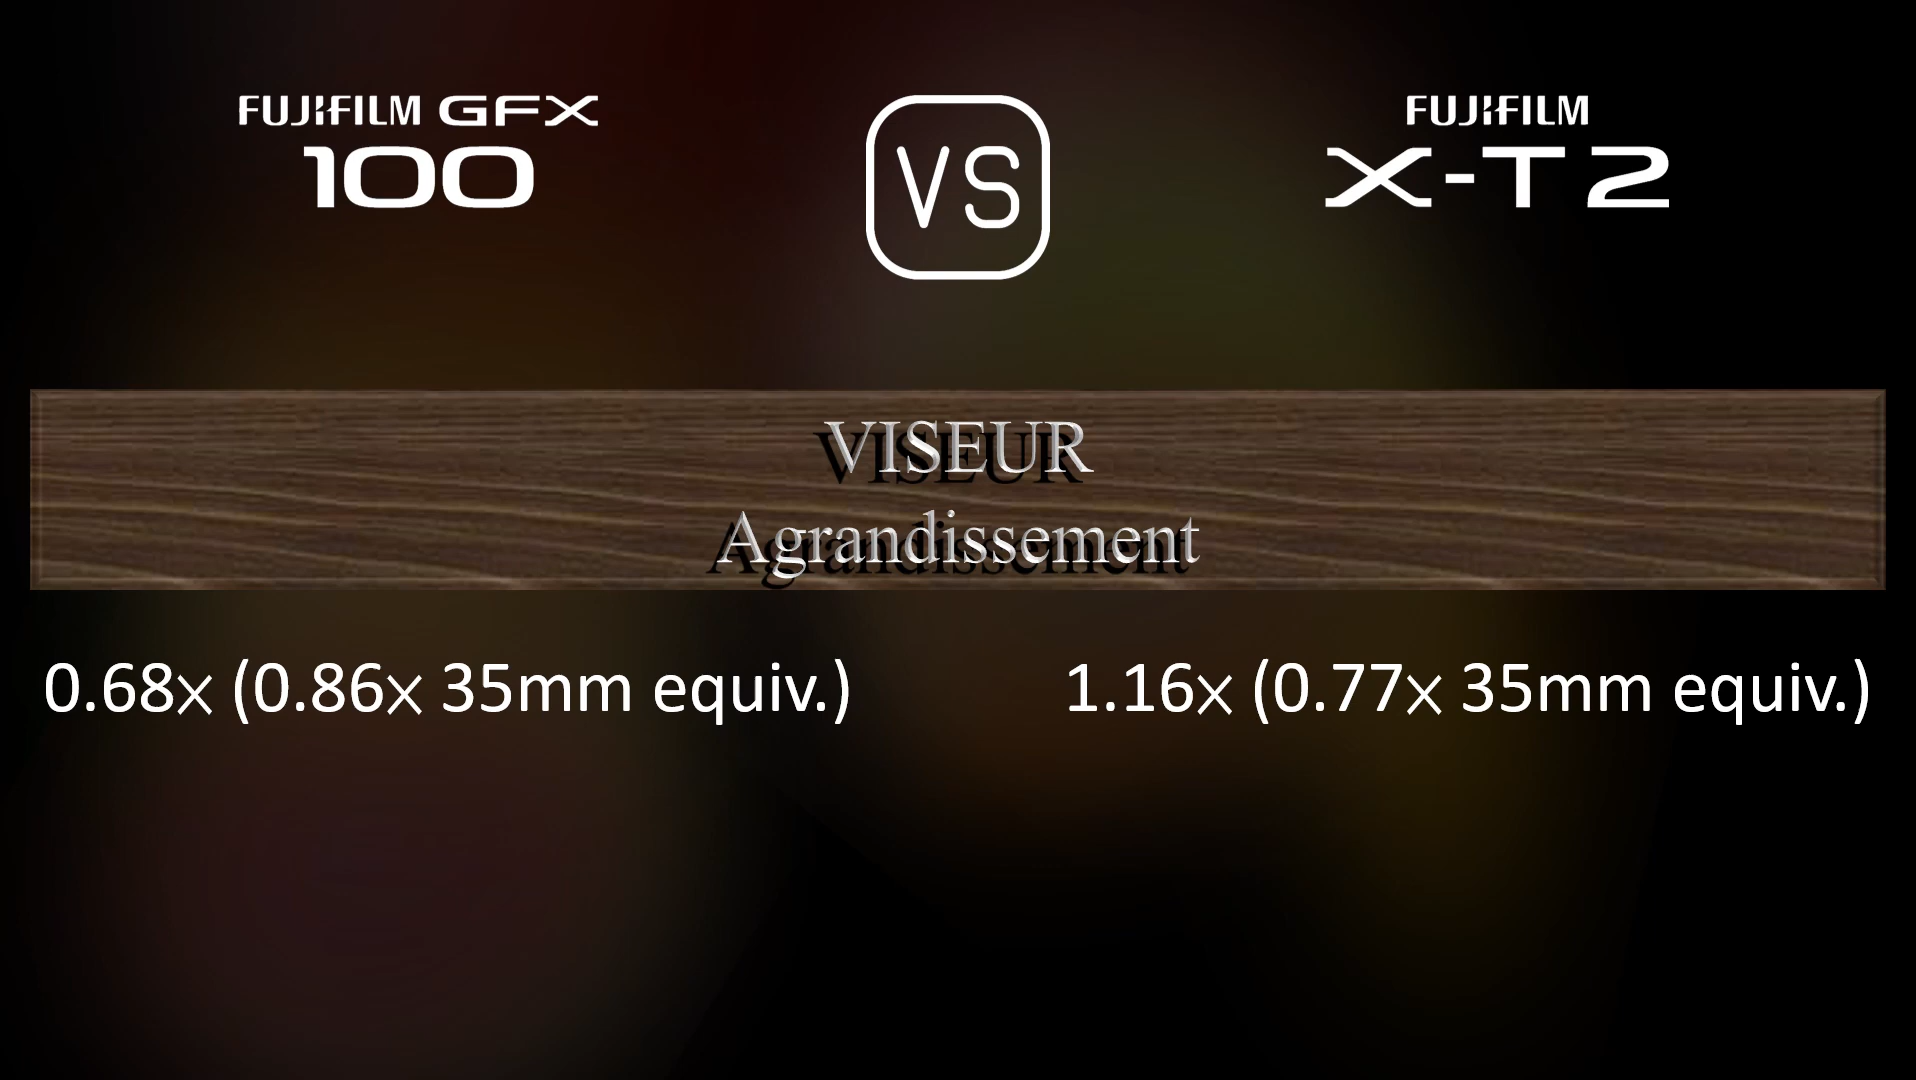 FUJIFILM GFX
100
VS
FUJIFILM
X-T2
VISEUR
Agrandissement
0.68x (0.86x 35mm equiv.)
1.16x (0.77x 35mm equiv.)